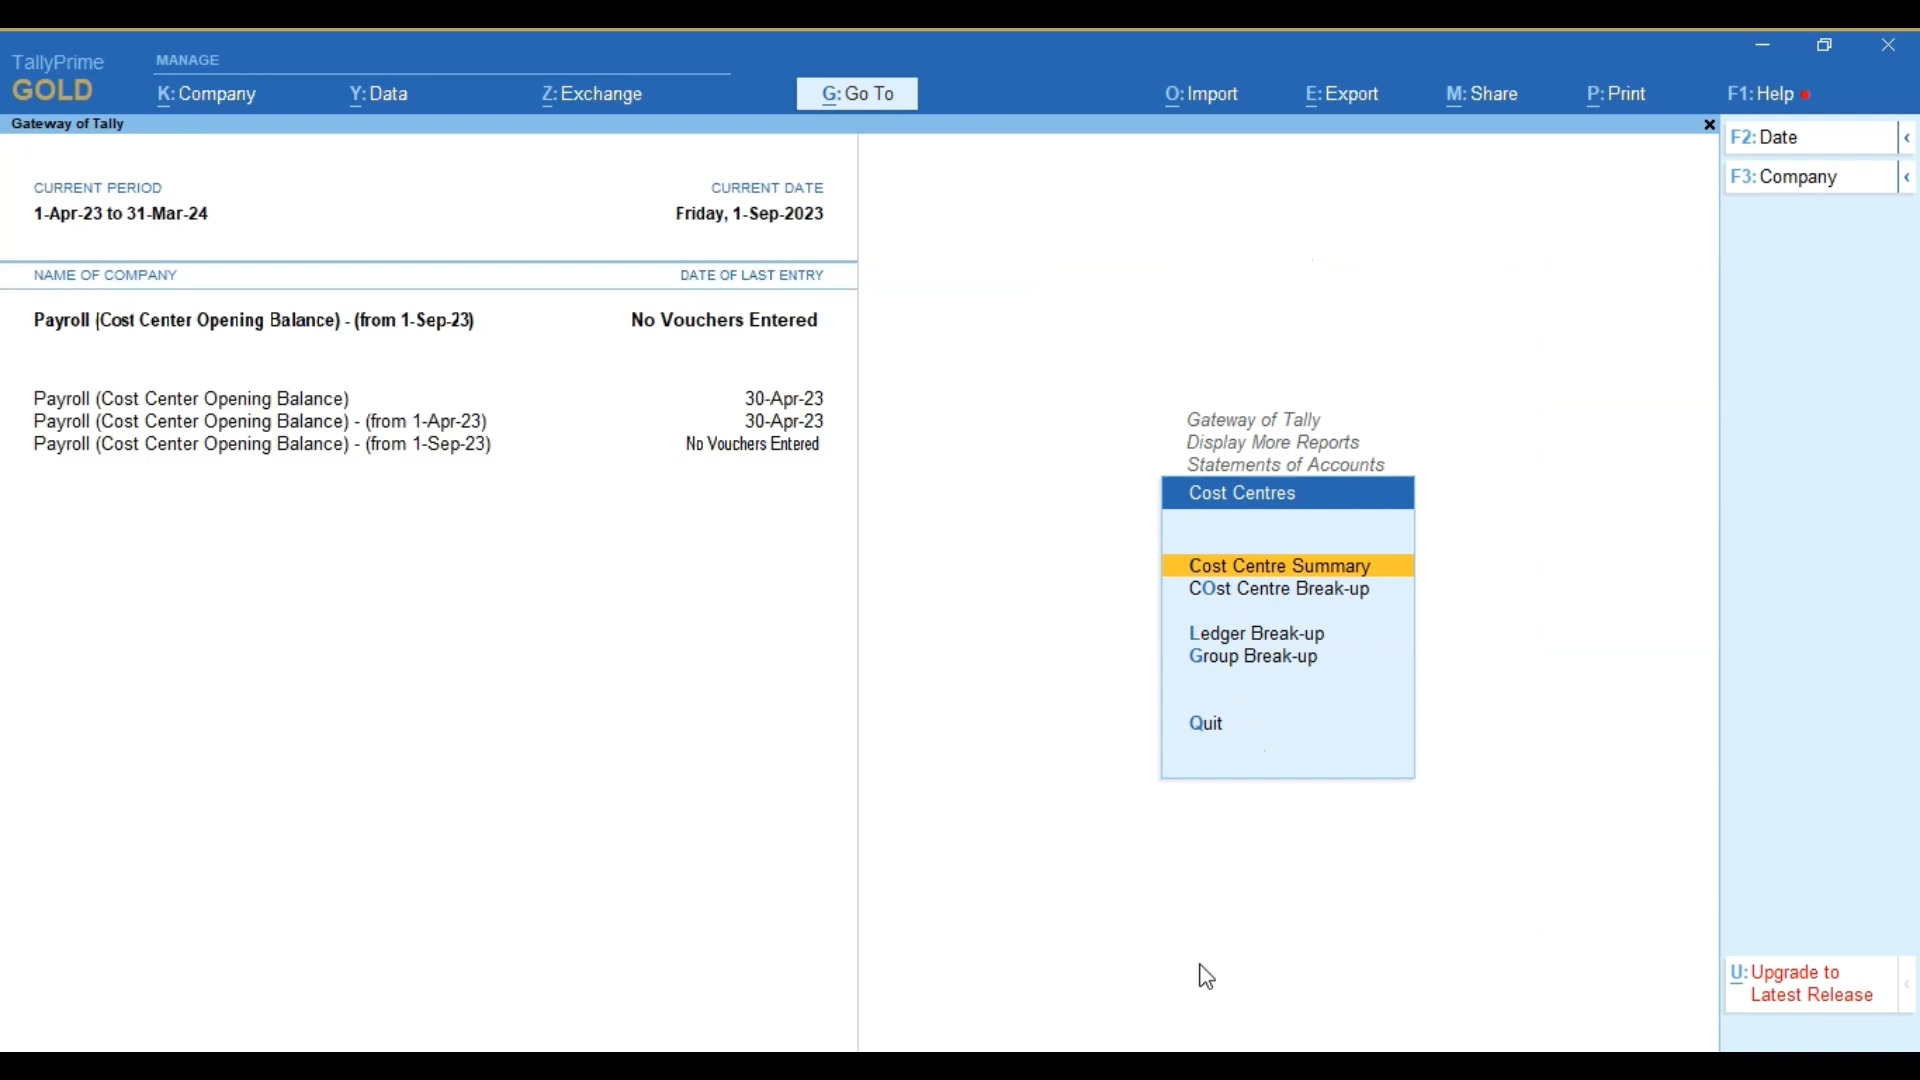 TallyPrime
GOLD
MANAGE
K: Company
Y: Data
Z: Exchange
G: Go To
O: Import
E: Export
M: Share
P: Print
F1: Help
Gateway of Tally
F2: Date
F3: Company
CURRENT PERIOD
CURRENT DATE
1-Apr-23 to 31-Mar-24
Friday, 1-Sep-2023
NAME OF COMPANY
DATE OF LAST ENTRY
Payroll (Cost Center Opening Balance) - (from 1-Sep-23)
No Vouchers Entered
Payroll (Cost Center Opening Balance)
30-Apr-23
Payroll (Cost Center Opening Balance) - (from 1-Apr-23)
30-Apr-23
Payroll (Cost Center Opening Balance) - (from 1-Sep-23)
No Vouchers Entered
Gateway of Tally
Display More Reports
Statements of Accounts
Cost Centres
Cost Centre Summary
COst Centre Break-up
Ledger Break-up
Group Break-up
Quit
U: Upgrade to
Latest Release